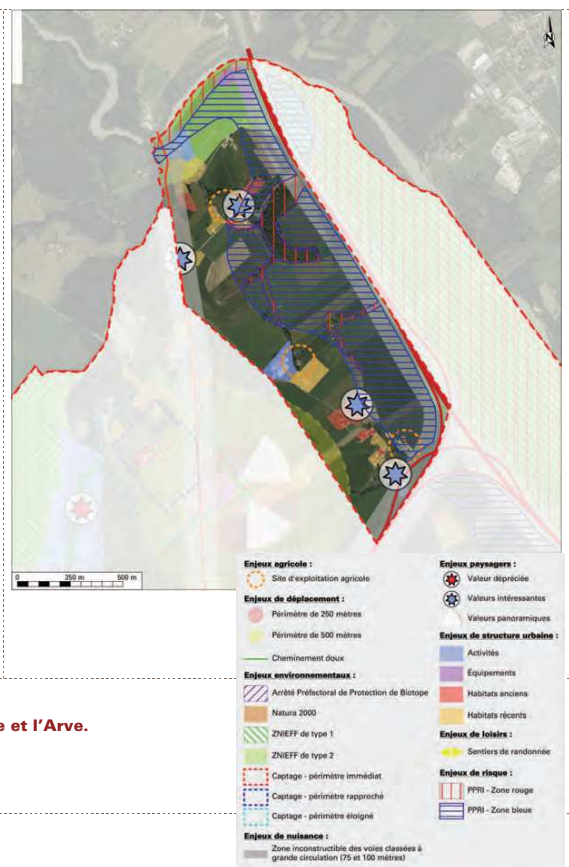 N
0 250 m 500 m
Enjeux agricole :
Site d'exploitation agricole
Enjeux de déplacement :
Périmètre de 250 mètres
Périmètre de 500 mètres
Cheminement doux
Enjeux environnementaux :
Arrêté Préfectoral de Protection de Biotope
Natura 2000
ZNIEFF de type 1
ZNIEFF de type 2
Captage - périmètre immédiat
Captage - périmètre rapproché
Captage - périmètre éloigné
Enjeux de nuisance :
Zone inconstructible des voies classées à
grande circulation (75 et 100 mètres)
Enjeux paysagers :
Valeur dépréciée
Valeurs intéressantes
Valeurs panoramiques
Enjeux de structure urbaine :
Activités
Équipements
Habitats anciens
Habitats récents
Enjeux de loisirs :
Sentiers de randonnée
Enjeux de risque :
PPRI - Zone rouge
PPRI - Zone bleue
e et l'Arve.